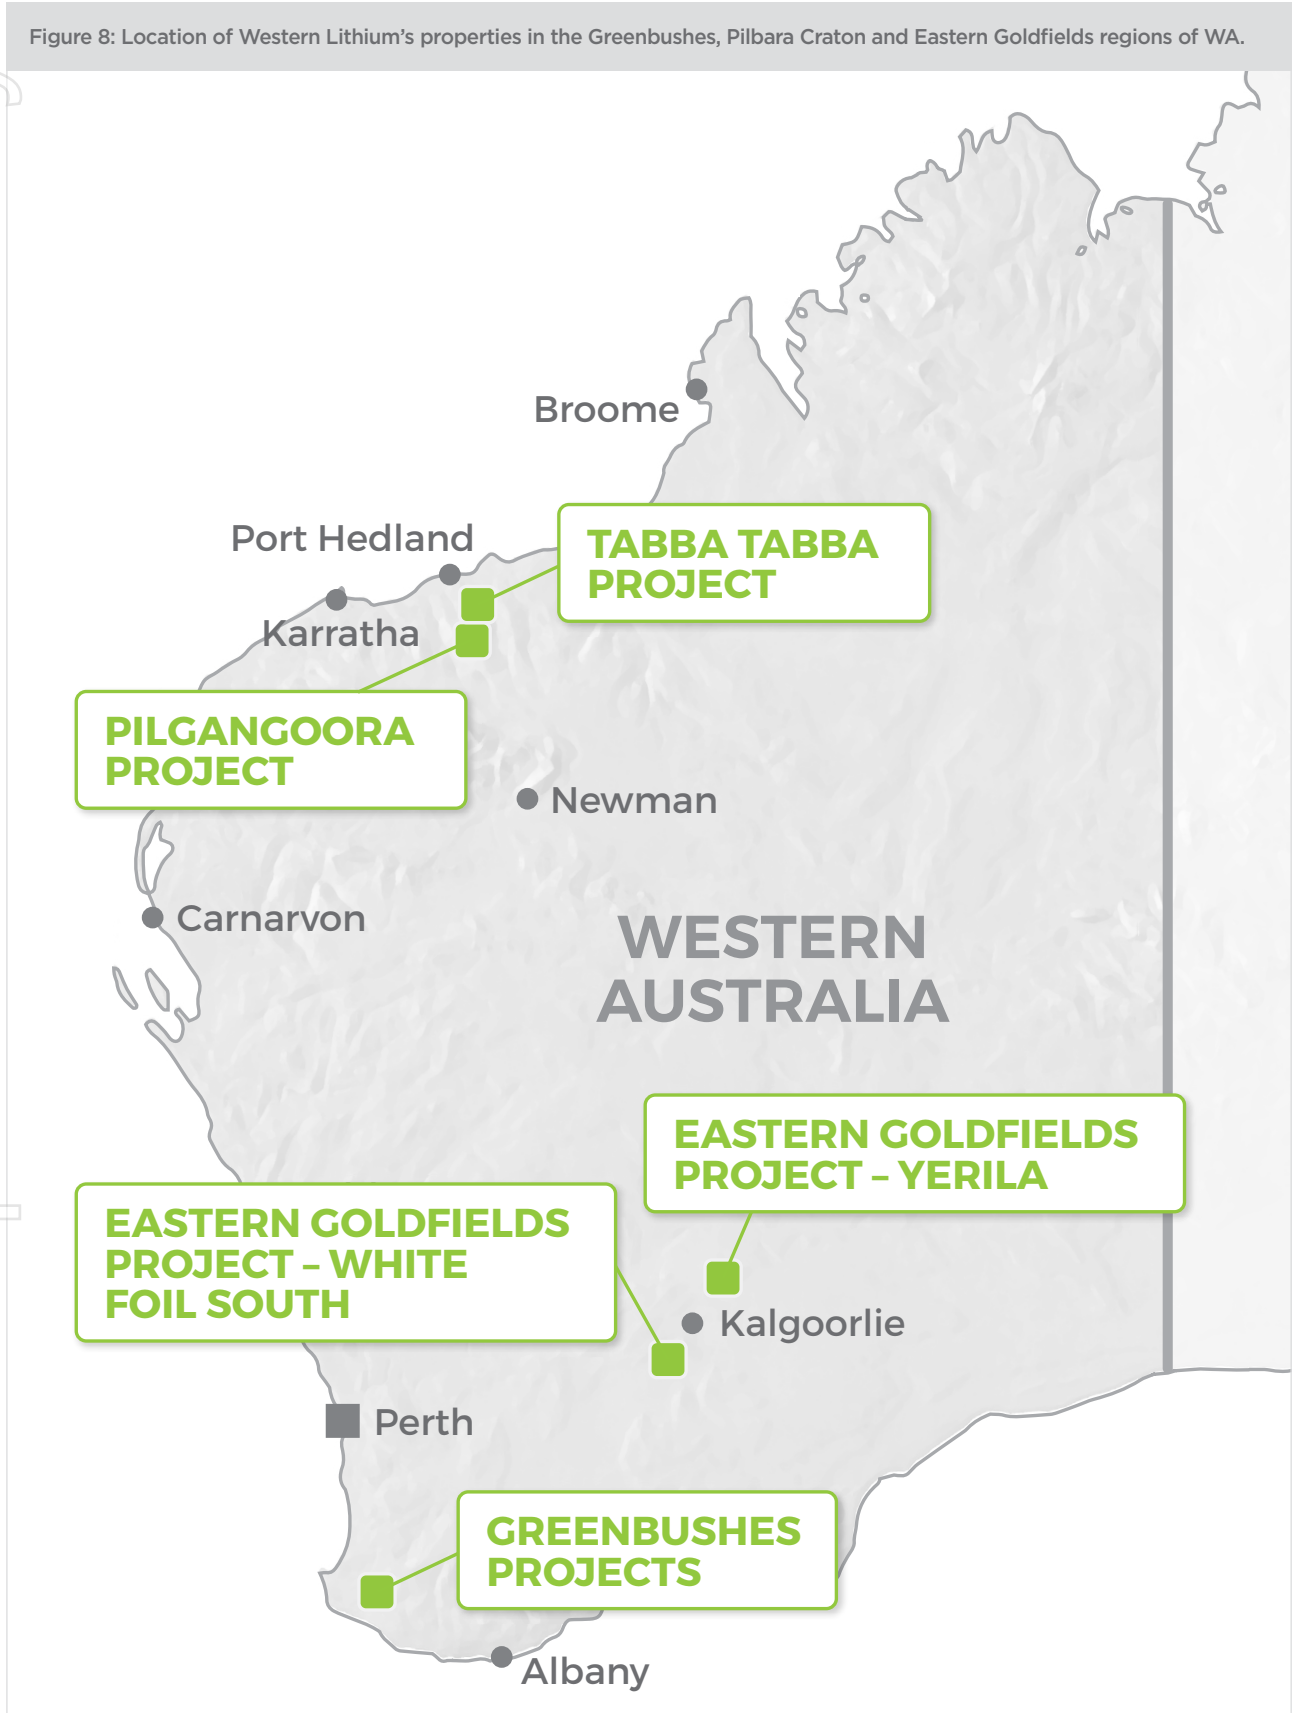 Figure 8: Location of Western Lithium's properties in the Greenbushes, Pilbara Craton and Eastern Goldfields regions of WA.
Broome
Port Hedland
TABBA TABBA
PROJECT
Karratha
PILGANGOORA
PROJECT
Newman
Carnarvon
WESTERN
AUSTRALIA
EASTERN GOLDFIELDS
PROJECT – YERILA
EASTERN GOLDFIELDS
PROJECT – WHITE
FOIL SOUTH
Kalgoorlie
Perth
GREENBUSHES
PROJECTS
Albany